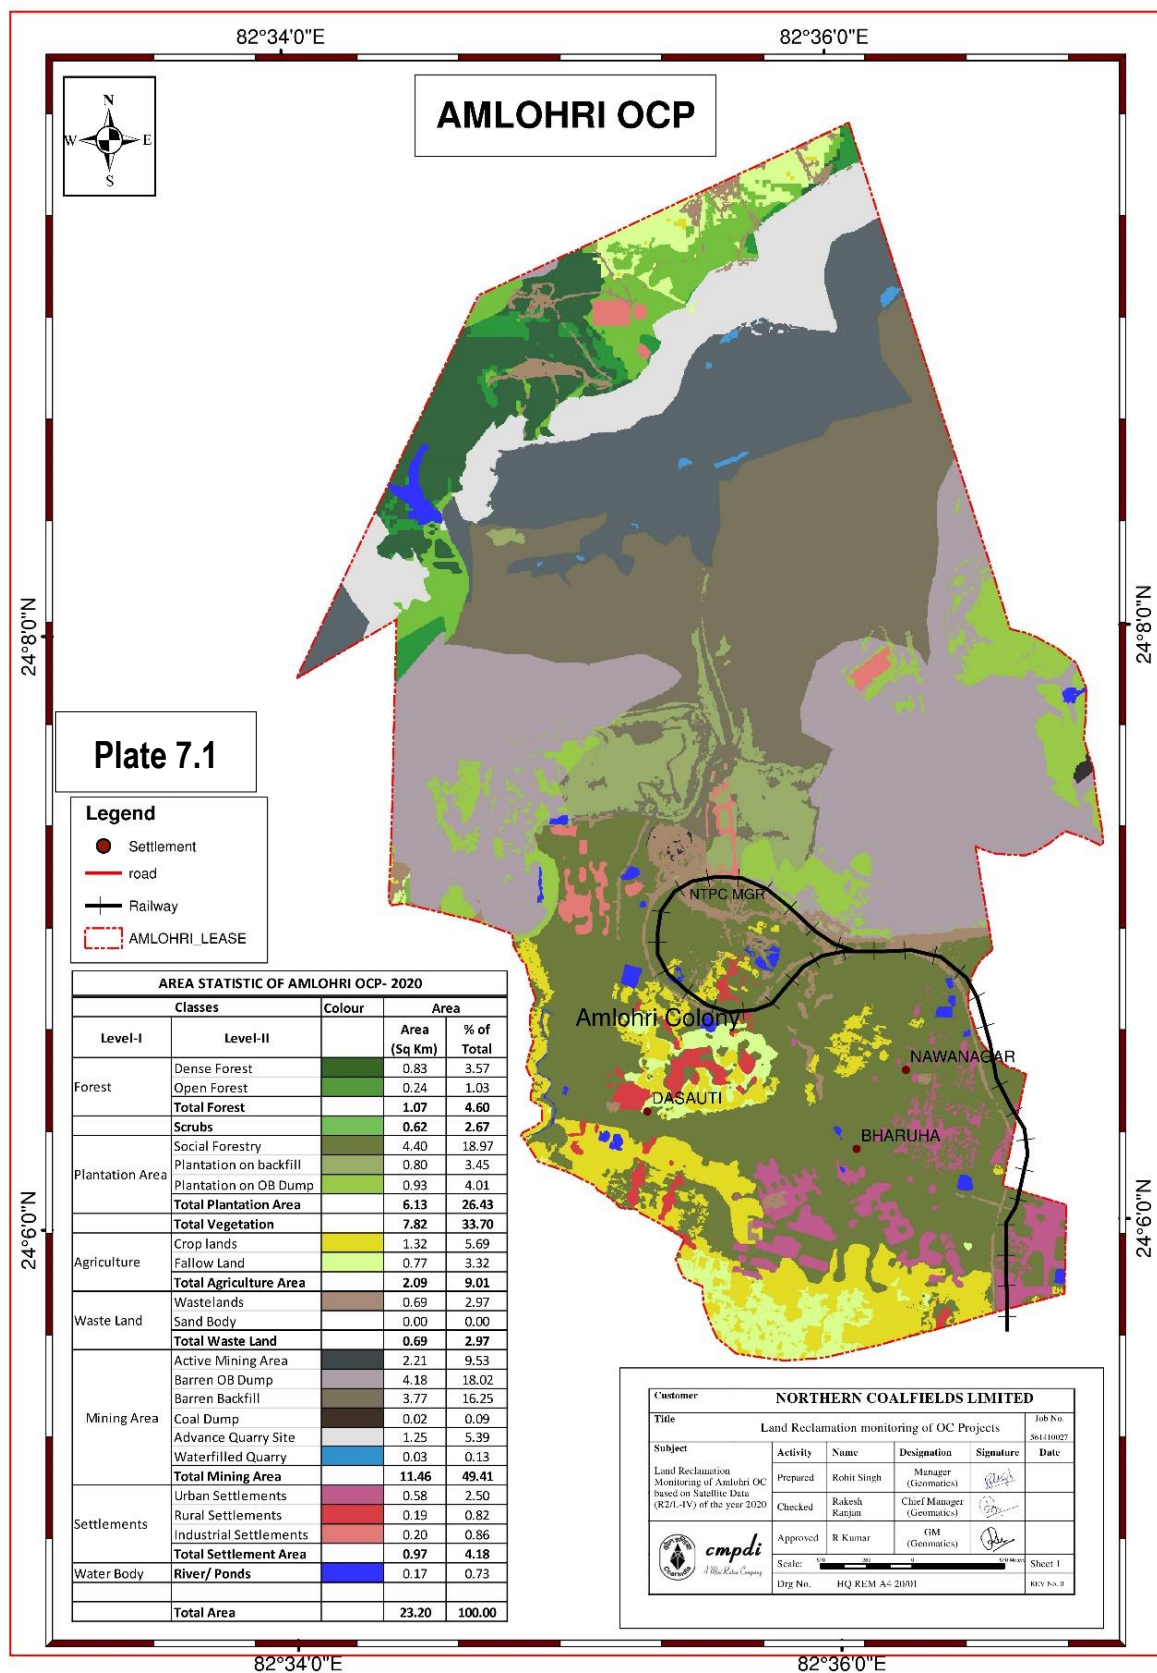 82°34'0"E 82°36'0"E
N
W E
S
AMLOHRI OCP
24°8'0"N 24°8'0"N
Plate 7.1
Legend
Settlement
road
Railway
AMLOHRI_LEASE
NTPC MGR
Amlohri Colony
NAWANAGAR
DASAUTI
BHARUHA
24°6'0"N 24°6'0"N
AREA STATISTIC OF AMLOHRI OCP- 2020
Classes Colour Area
Level-I Level-II Area (Sq Km) % of Total
Forest
Dense Forest 0.83 3.57
Open Forest 0.24 1.03
Total Forest 1.07 4.60
Scrubs 0.62 2.67
Plantation Area
Social Forestry 4.40 18.97
Plantation on backfill 0.80 3.45
Plantation on OB Dump 0.93 4.01
Total Plantation Area 6.13 26.43
Total Vegetation 7.82 33.70
Agriculture
Crop lands 1.32 5.69
Fallow Land 0.77 3.32
Total Agriculture Area 2.09 9.01
Waste Land
Wastelands 0.69 2.97
Sand Body 0.00 0.00
Total Waste Land 0.69 2.97
Mining Area
Active Mining Area 2.21 9.53
Barren OB Dump 4.18 18.02
Barren Backfill 3.77 16.25
Coal Dump 0.02 0.09
Advance Quarry Site 1.25 5.39
Waterfilled Quarry 0.03 0.13
Total Mining Area 11.46 49.41
Settlements
Urban Settlements 0.58 2.50
Rural Settlements 0.19 0.82
Industrial Settlements 0.20 0.86
Total Settlement Area 0.97 4.18
Water Body River/ Ponds 0.17 0.73
Total Area 23.20 100.00
Customer NORTHERN COALFIELDS LIMITED
Title Land Reclamation monitoring of OC Projects Job No. 561410027
Subject Activity Name Designation Signature Date
Land Reclamation
Monitoring of Amlohri OC
based on Satellite Data
(R2/L-IV) of the year 2020
Prepared Rohit Singh Manager (Geomatics)
Checked Rakesh Ranjan Chief Manager (Geomatics)
Approved R Kumar GM (Geomatics)
cmpdi
A Mini Ratna Company
Scale: Sheet 1
Drg No. HQ REM A4 20/01 REV No. 0
82°34'0"E 82°36'0"E